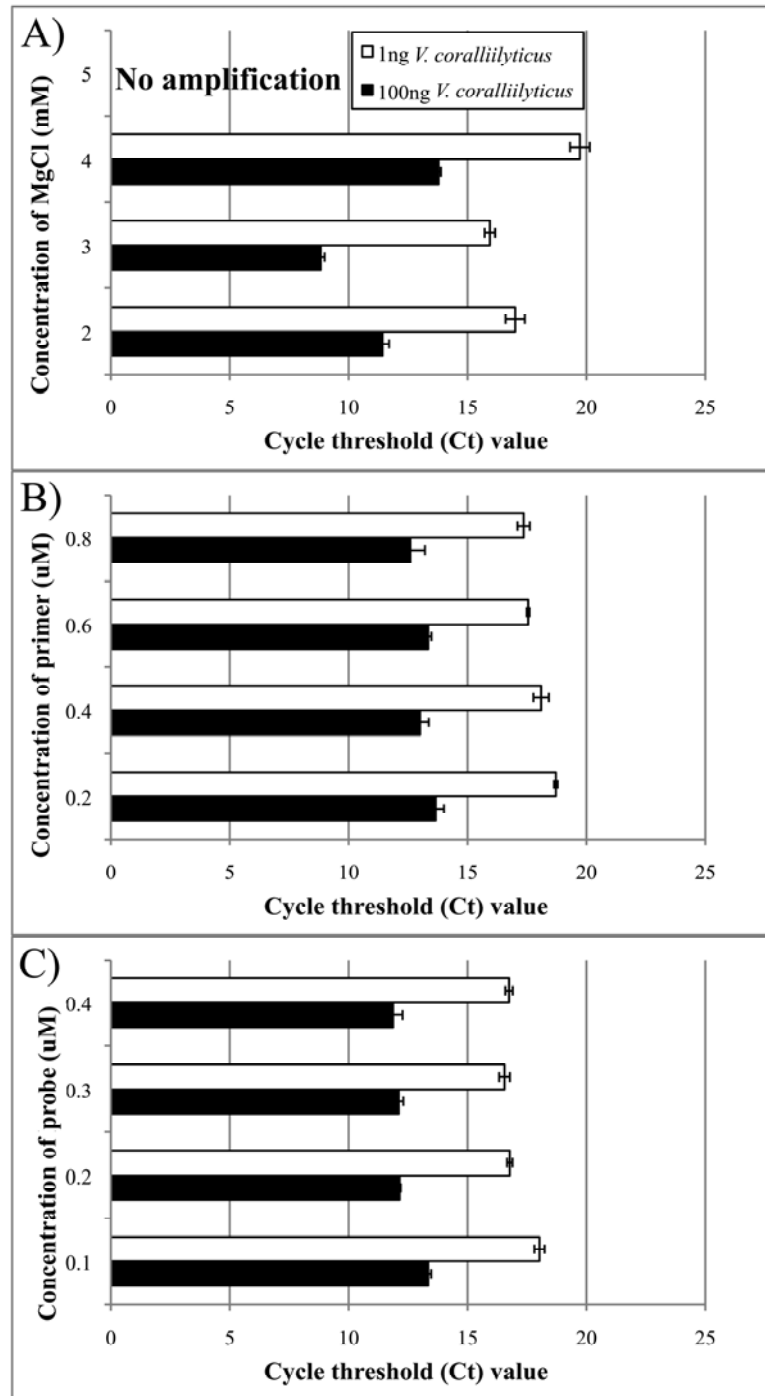 A)
1ng V. coralliilyticus
100ng V. coralliilyticus
No amplification
Concentration of MgCl (mM)
5
4
3
2
0 5 10 15 20 25
Cycle threshold (Ct) value
B)
Concentration of primer (uM)
0.8
0.6
0.4
0.2
0 5 10 15 20 25
Cycle threshold (Ct) value
C)
Concentration of probe (uM)
0.4
0.3
0.2
0.1
0 5 10 15 20 25
Cycle threshold (Ct) value